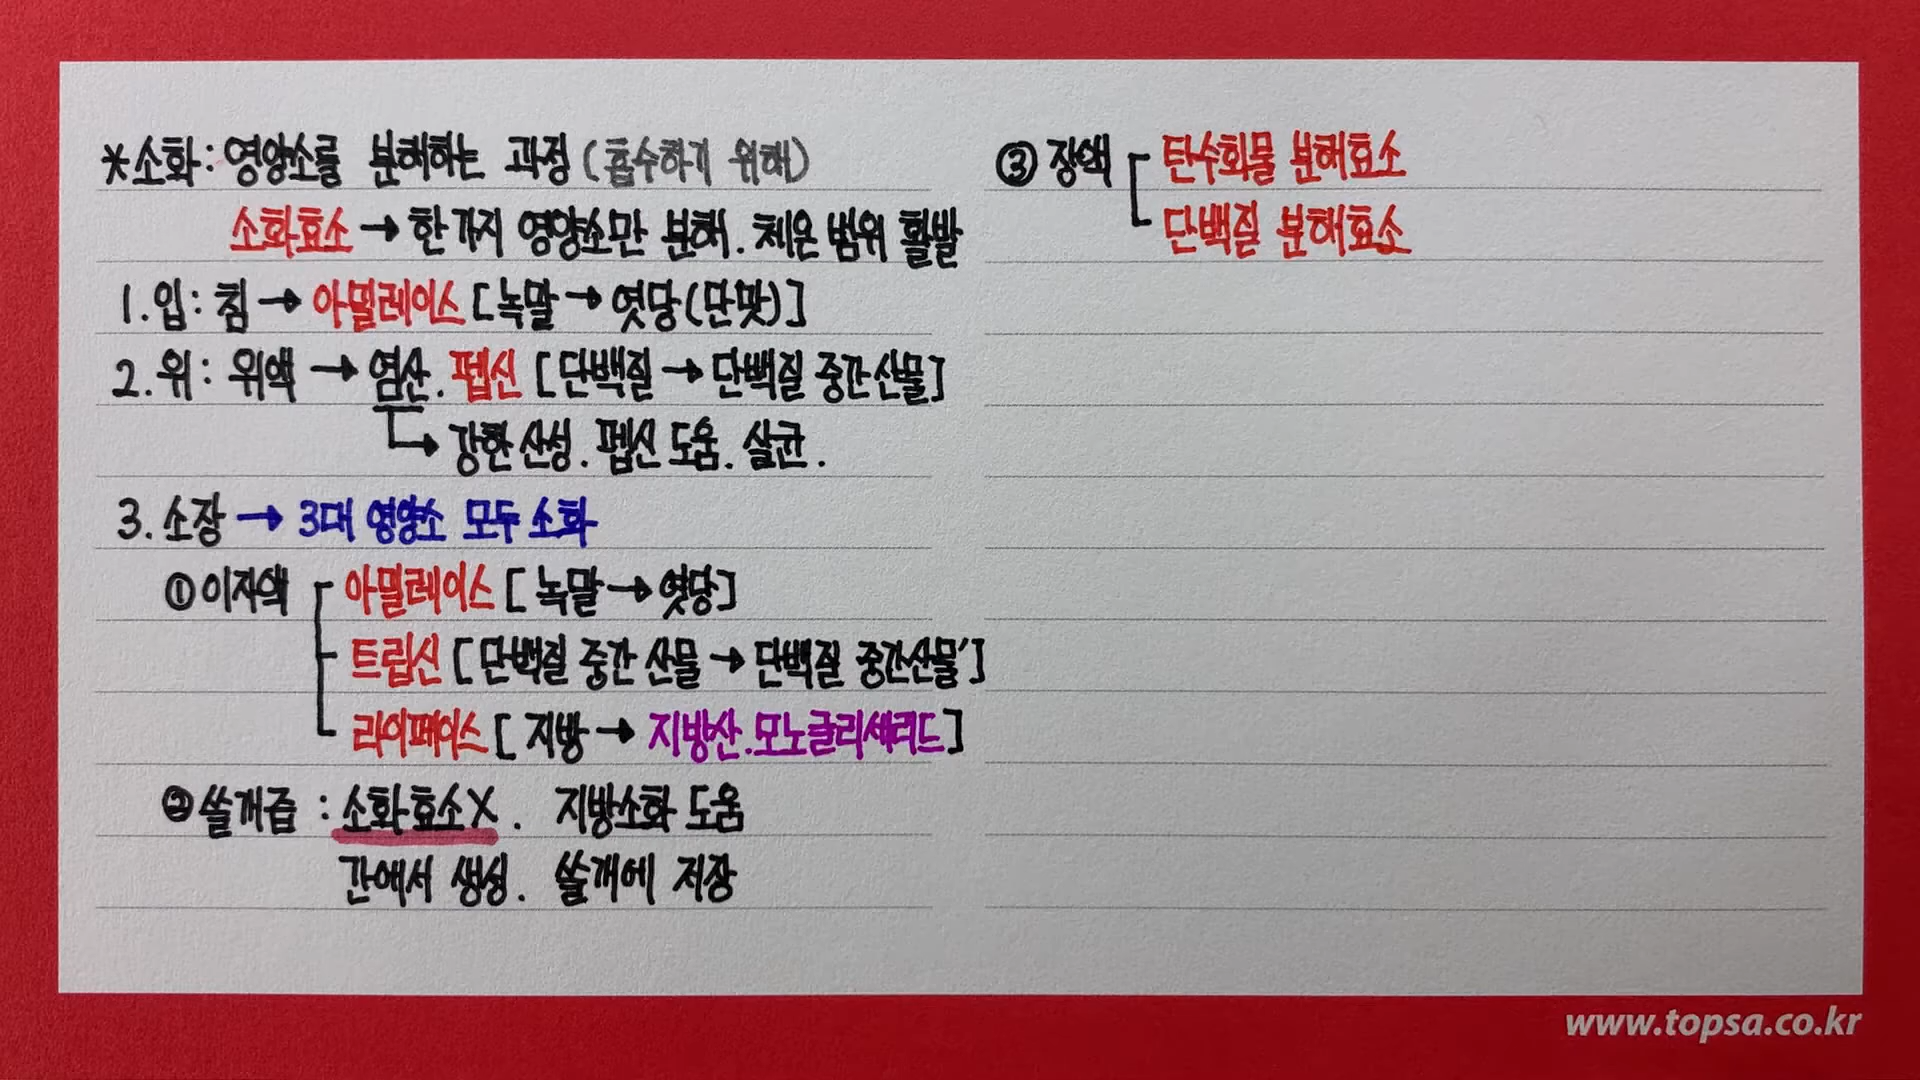 *소화: 영양소를 분해하는 과정 (흡수하기 위해)
소화효소 → 한가지 영양소만 분해. 체온 범위 활발
1. 입: 침 → 아밀레이스 [녹말 → 엿당(단맛)]
2. 위: 위액 → 염산. 펩신 [단백질 → 단백질 중간산물]
→ 강한 산성. 펩신 도움. 살균.
3. 소장 → 3대 영양소 모두 소화
① 이자액 아밀레이스 [녹말 → 엿당]
트립신 [단백질 중간 산물 → 단백질 중간산물′]
라이페이스 [지방 → 지방산. 모노글리세리드]
② 쓸개즙 : 소화효소X. 지방소화 도움
간에서 생성. 쓸개에 저장
③ 장액 탄수화물 분해효소
단백질 분해효소
www.topsa.co.kr